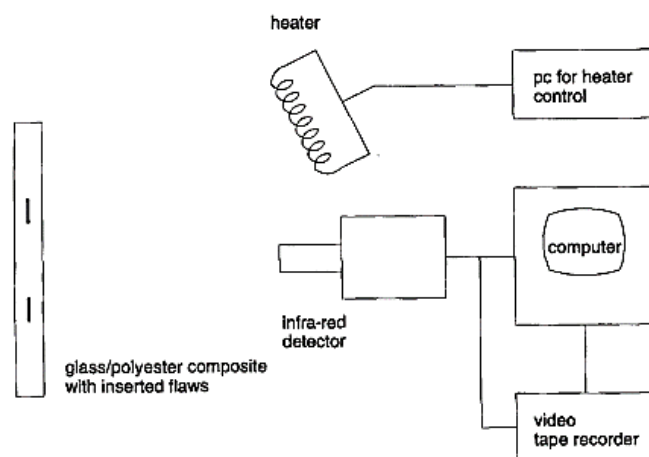 heater
pc for heater
control
computer
infra-red
detector
glass/polyester composite
with inserted flaws
video
tape recorder